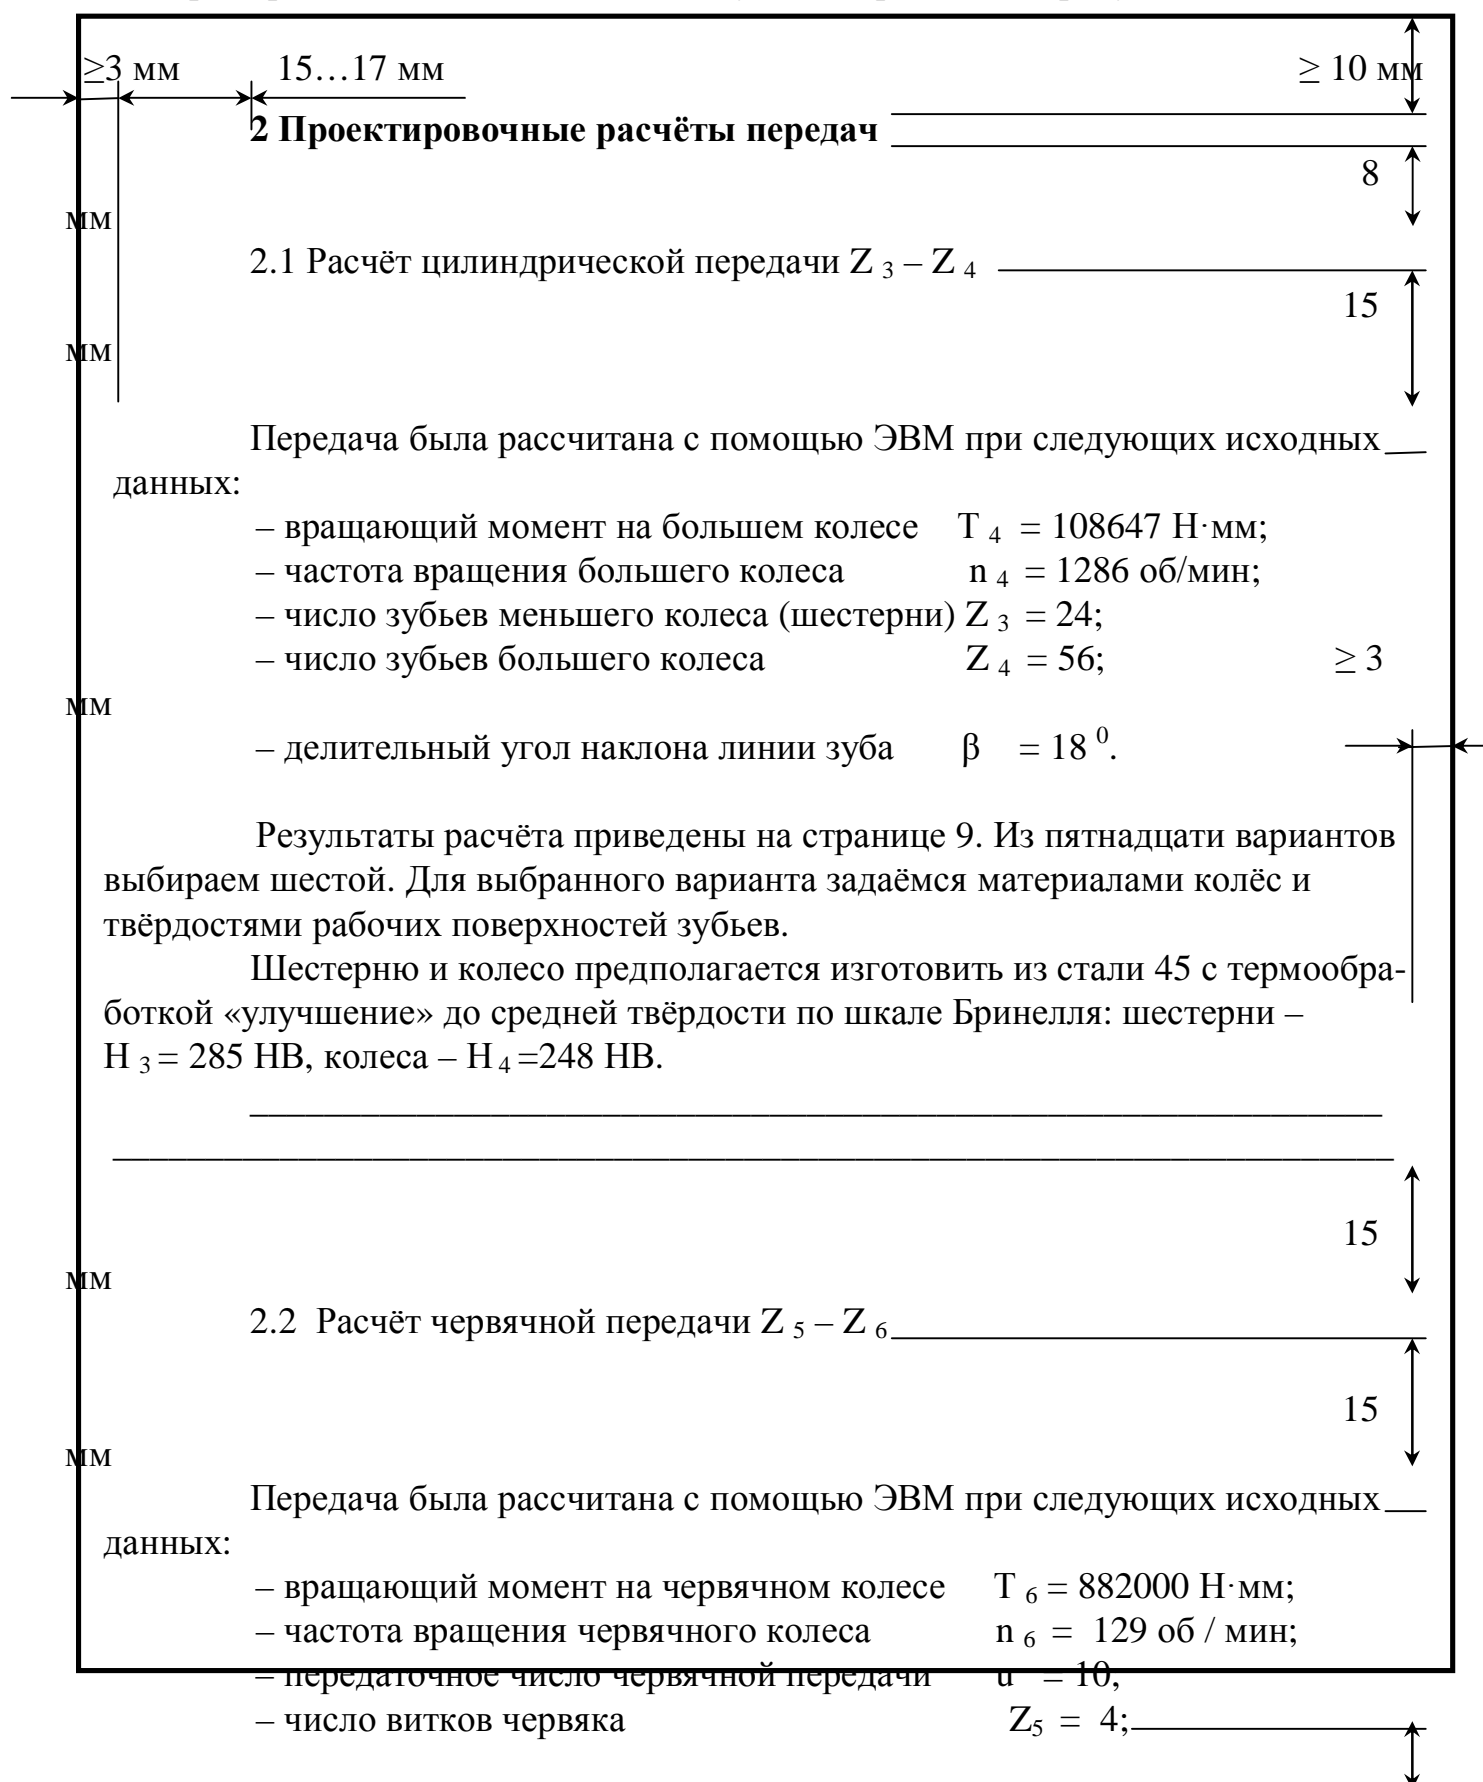 ≥3 мм 15…17 мм ≥ 10 мм
2 Проектировочные расчёты передач
8
мм
2.1 Расчёт цилиндрической передачи Z 3 – Z 4
15
мм
Передача была рассчитана с помощью ЭВМ при следующих исходных
данных:
– вращающий момент на большем колесе T 4 = 108647 Н·мм;
– частота вращения большего колеса n 4 = 1286 об/мин;
– число зубьев меньшего колеса (шестерни) Z 3 = 24;
– число зубьев большего колеса Z 4 = 56; ≥ 3
мм
– делительный угол наклона линии зуба β = 18 0.
Результаты расчёта приведены на странице 9. Из пятнадцати вариантов
выбираем шестой. Для выбранного варианта задаёмся материалами колёс и
твёрдостями рабочих поверхностей зубьев.
Шестерню и колесо предполагается изготовить из стали 45 с термообра-
боткой «улучшение» до средней твёрдости по шкале Бринелля: шестерни –
H 3 = 285 НВ, колеса – H 4 =248 НВ.
15
мм
2.2 Расчёт червячной передачи Z 5 – Z 6
15
мм
Передача была рассчитана с помощью ЭВМ при следующих исходных
данных:
– вращающий момент на червячном колесе T 6 = 882000 Н·мм;
– частота вращения червячного колеса n 6 = 129 об / мин;
– передаточное число червячной передачи u = 10;
– число витков червяка Z5 = 4;